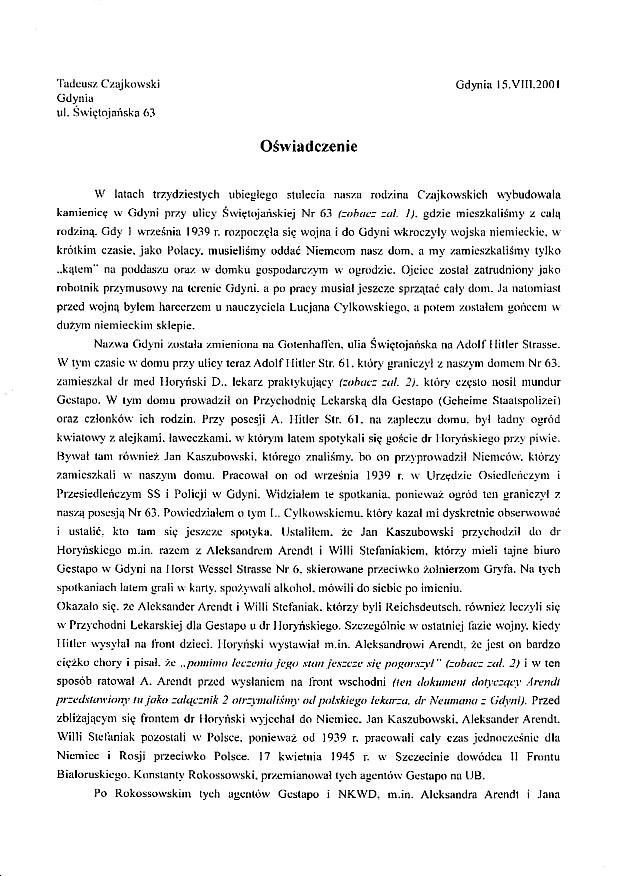 Tadeusz Czajkowski Gdynia 15.VIII.2001
Gdynia
ul. Świętojańska 63
Oświadczenie
W latach trzydziestych ubiegłego stulecia nasza rodzina Czajkowskich wybudowała
kamienicę w Gdyni przy ulicy Świętojańskiej Nr 63 (zobacz zał. 1), gdzie mieszkaliśmy z całą
rodziną. Gdy 1 września 1939 r. rozpoczęła się wojna i do Gdyni wkroczyły wojska niemieckie, w
krótkim czasie, jako Polacy, musieliśmy oddać Niemcom nasz dom, a my zamieszkaliśmy tylko
„kątem" na poddaszu oraz w domku gospodarczym w ogrodzie. Ojciec został zatrudniony jako
robotnik przymusowy na terenie Gdyni, a po pracy musiał jeszcze sprzątać cały dom. Ja natomiast
przed wojną byłem harcerzem u nauczyciela Lucjana Cylkowskiego, a potem zostałem gońcem w
dużym niemieckim sklepie.
Nazwa Gdyni została zmieniona na Gotenhaffen, ulia Świętojańska na Adolf Hitler Strasse.
W tym czasie w domu przy ulicy teraz Adolf Hitler Str. 61, który graniczył z naszym domem Nr 63,
zamieszkał dr med Horyński D., lekarz praktykujący (zobacz zał. 2), który często nosił mundur
Gestapo. W tym domu prowadził on Przychodnię Lekarską dla Gestapo (Geheime Staatspolizei)
oraz członków ich rodzin. Przy posesji A. Hitler Str. 61, na zapleczu domu, był ładny ogród
kwiatowy z alejkami, ławeczkami, w którym latem spotykali się goście dr Horyńskiego przy piwie.
Bywał tam również Jan Kaszubowski, którego znaliśmy, bo on przyprowadził Niemców, którzy
zamieszkali w naszym domu. Pracował on od września 1939 r. w Urzędzie Osiedleńczym i
Przesiedleńczym SS i Policji w Gdyni. Widziałem te spotkania, ponieważ ogród ten graniczył z
naszą posesją Nr 63. Powiedziałem o tym L. Cylkowskiemu, który kazał mi dyskretnie obserwować
i ustalić, kto tam się jeszcze spotyka. Ustaliłem, że Jan Kaszubowski przychodził do dr
Horyńskiego m.in. razem z Aleksandrem Arendt i Willi Stefaniakiem, którzy mieli tajne biuro
Gestapo w Gdyni na Horst Wessel Strasse Nr 6, skierowane przeciwko żołnierzom Gryfa. Na tych
spotkaniach latem grali w karty, spożywali alkohol, mówili do siebie po imieniu.
Okazało się, że Aleksander Arendt i Willi Stefaniak, którzy byli Reichsdeutsch, również leczyli się
w Przychodni Lekarskiej dla Gestapo u dr Horyńskiego. Szczególnie w ostatniej fazie wojny, kiedy
Hitler wysyłał na front dzieci. Horyński wystawiał m.in. Aleksandrowi Arendt, że jest on bardzo
ciężko chory i pisał, że „pomimo leczenia jego stan jeszcze się pogorszył" (zobacz zał. 2) i w ten
sposób ratował A. Arendt przed wysłaniem na front wschodni (ten dokument dotyczący Arendt
przedstawiony tu jako załącznik 2 otrzymaliśmy od polskiego lekarza, dr Neumana z Gdyni). Przed
zbliżającym się frontem dr Horyński wyjechał do Niemiec. Jan Kaszubowski, Aleksander Arendt,
Willi Stefaniak pozostali w Polsce, ponieważ od 1939 r. pracowali cały czas jednocześnie dla
Niemiec i Rosji przeciwko Polsce. 17 kwietnia 1945 r. w Szczecinie dowódca II Frontu
Białoruskiego, Konstanty Rokossowski, przemianował tych agentów Gestapo na UB.
Po Rokossowskim tych agentów Gestapo i NKWD, m.in. Aleksandra Arendt i Jana